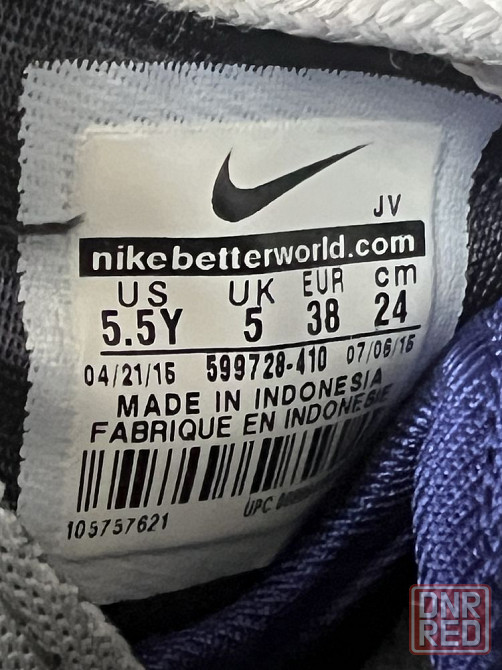 JV
nikebetterworld.com
US UK EUR cm
5.5Y 5 38 24
04/21/15 599728-410 07/06/15
MADE IN INDONESIA
FABRIQUE EN INDONESIE
105757621
UPC
DNR
RED